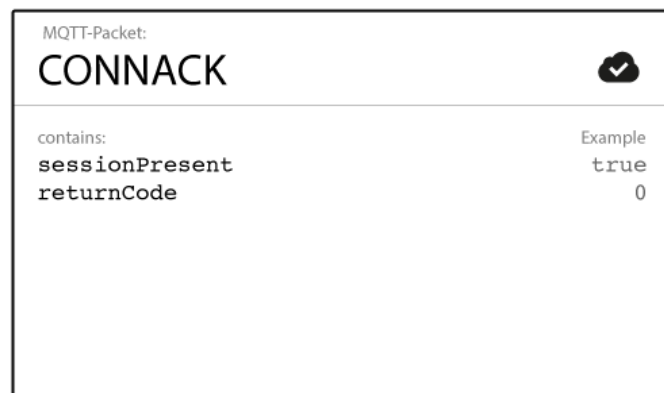 MQTT-Packet:
CONNACK
contains: Example
sessionPresent true
returnCode 0